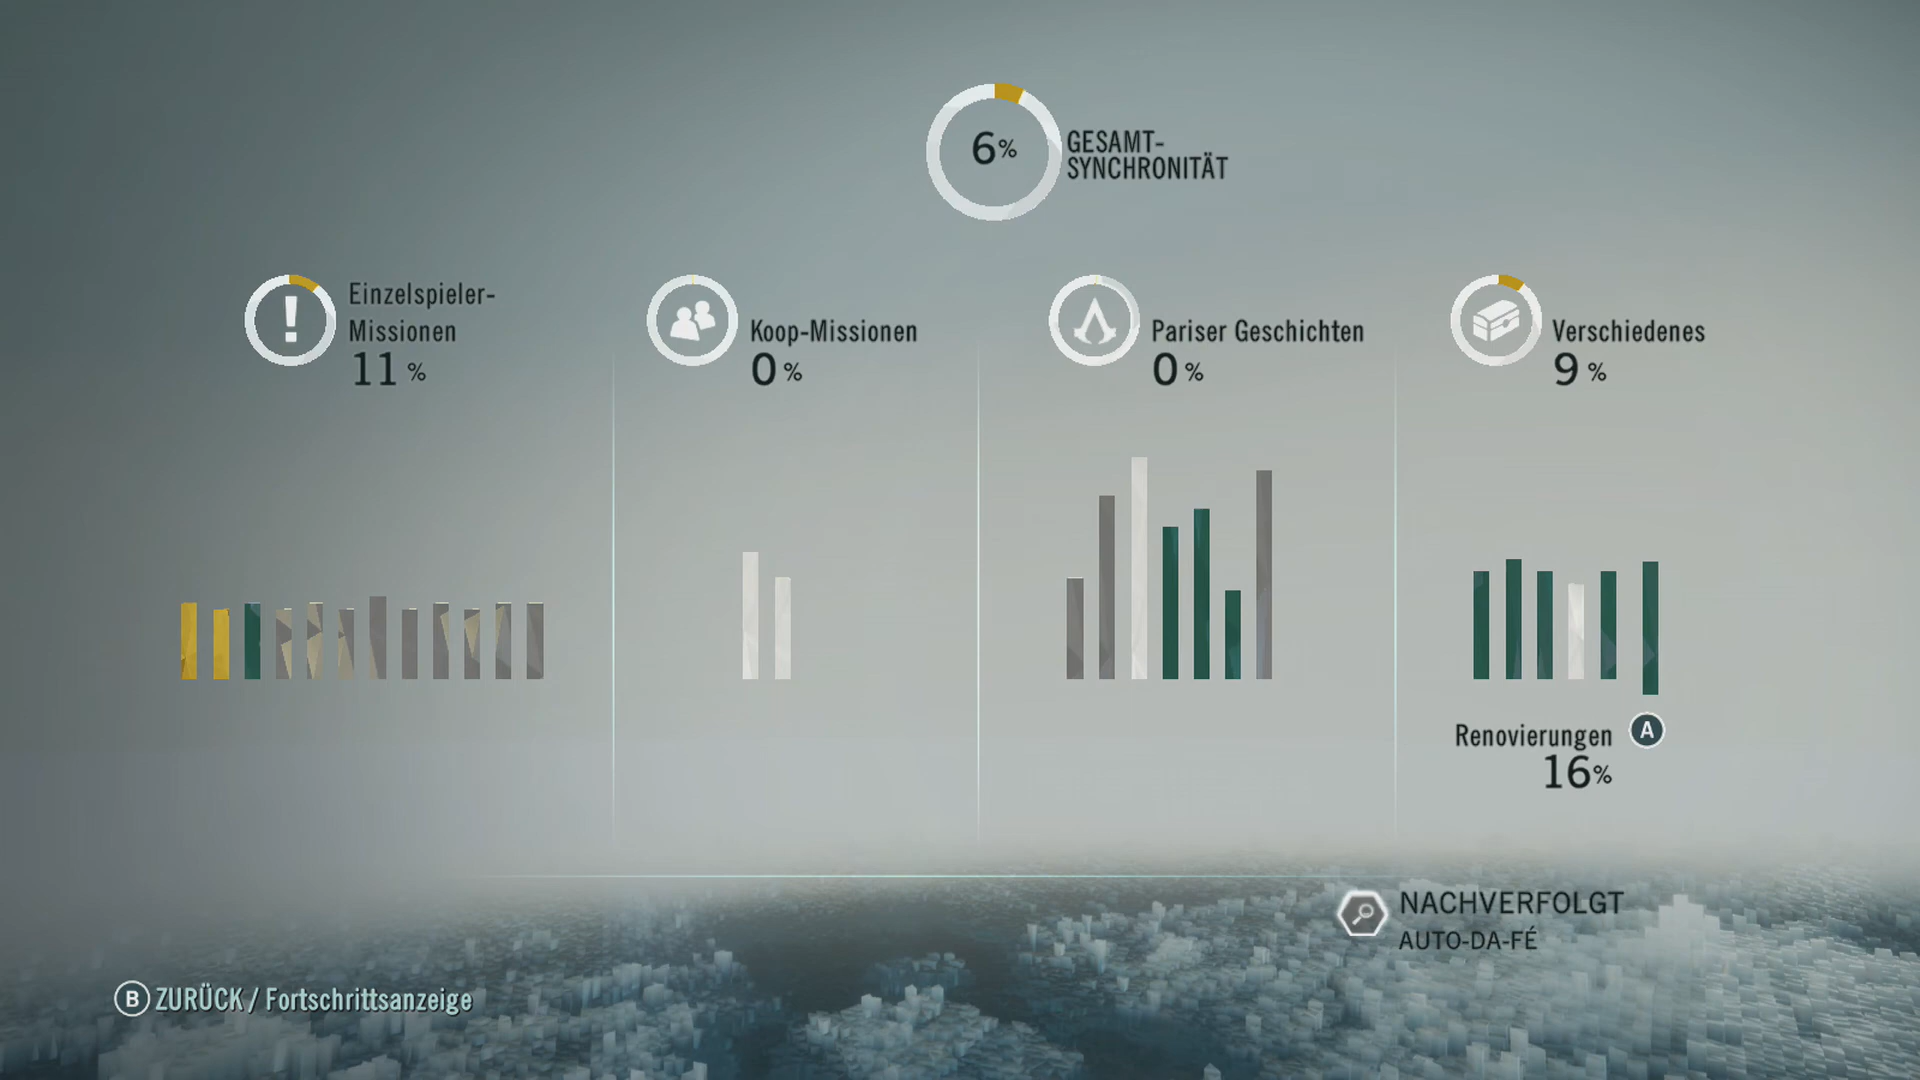 6%
GESAMT-
SYNCHRONITÄT
Einzelspieler-
Missionen
11 %
Koop-Missionen
0 %
Pariser Geschichten
0 %
Verschiedenes
9 %
Renovierungen A
16%
NACHVERFOLGT
AUTO-DA-FÉ
B ZURÜCK / Fortschrittsanzeige